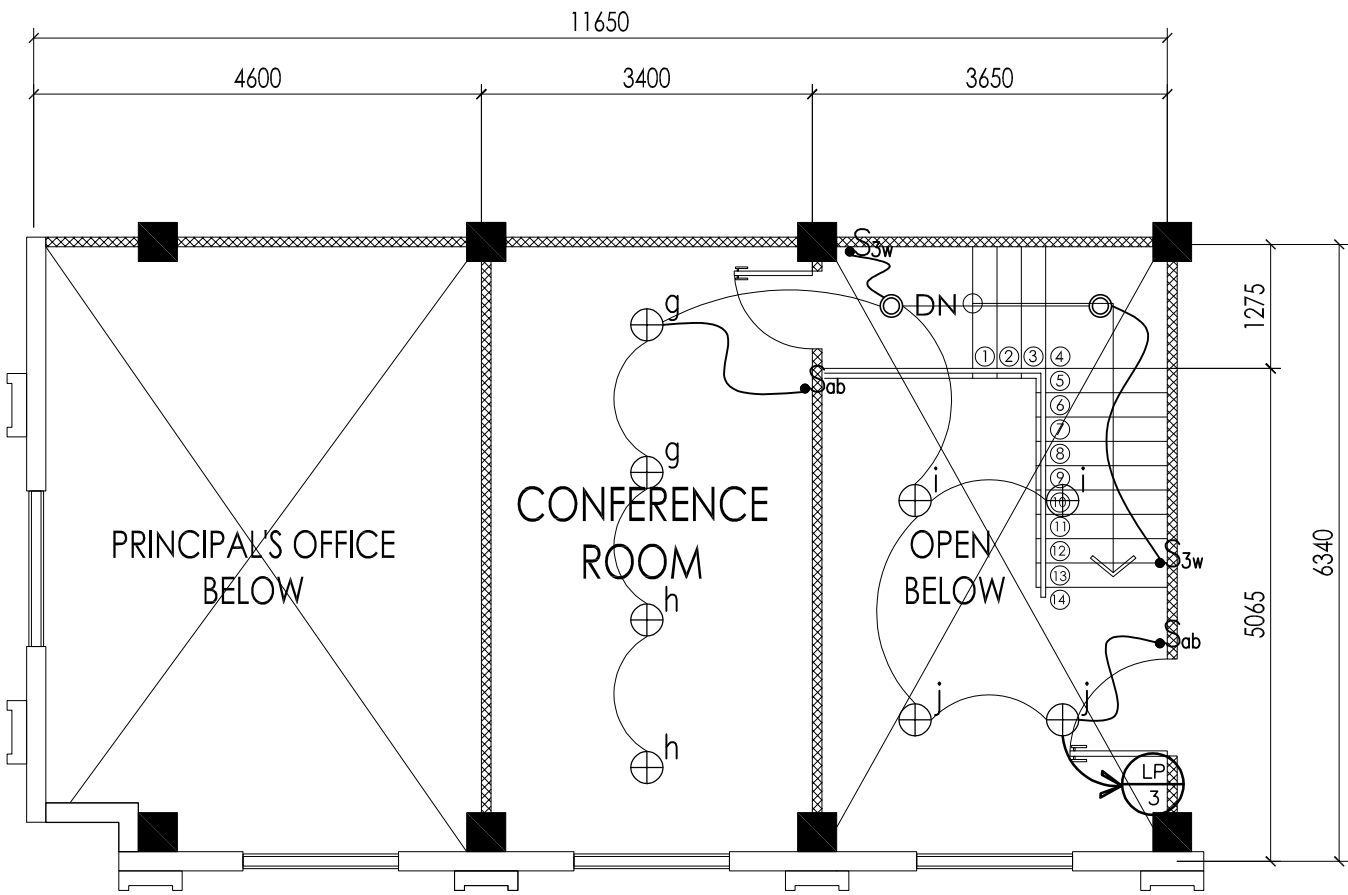 11650
4600
3400
3650
S3w
g
DN
1275
1
2
3
4
Sab
5
6
7
8
g
i
i
9
10
CONFERENCE
ROOM
11
PRINCIPAL'S OFFICE
BELOW
OPEN
BELOW
12
S3w
13
14
6340
5065
h
Sab
j
j
h
LP
3